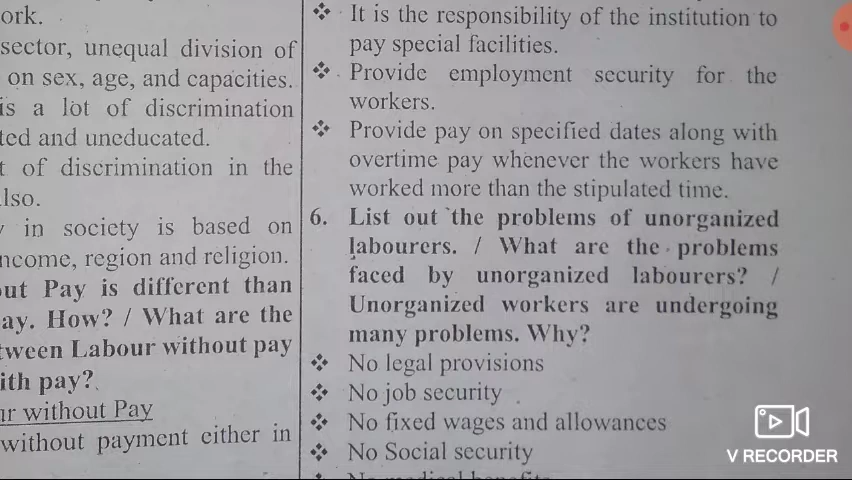 ork.
sector, unequal division of
on sex, age, and capacities.
is a lot of discrimination
ted and uneducated.
t of discrimination in the
lso.
in society is based on
ncome, region and religion.
out Pay is different than
ay. How? / What are the
tween Labour without pay
ith pay?
ur without Pay
without payment either in
❖ It is the responsibility of the institution to
pay special facilities.
❖ Provide employment security for the
workers.
❖ Provide pay on specified dates along with
overtime pay whenever the workers have
worked more than the stipulated time.
6. List out the problems of unorganized
labourers. / What are the problems
faced by unorganized labourers? /
Unorganized workers are undergoing
many problems. Why?
❖ No legal provisions
❖ No job security
❖ No fixed wages and allowances
❖ No Social security
❖ No medical benefits
V RECORDER